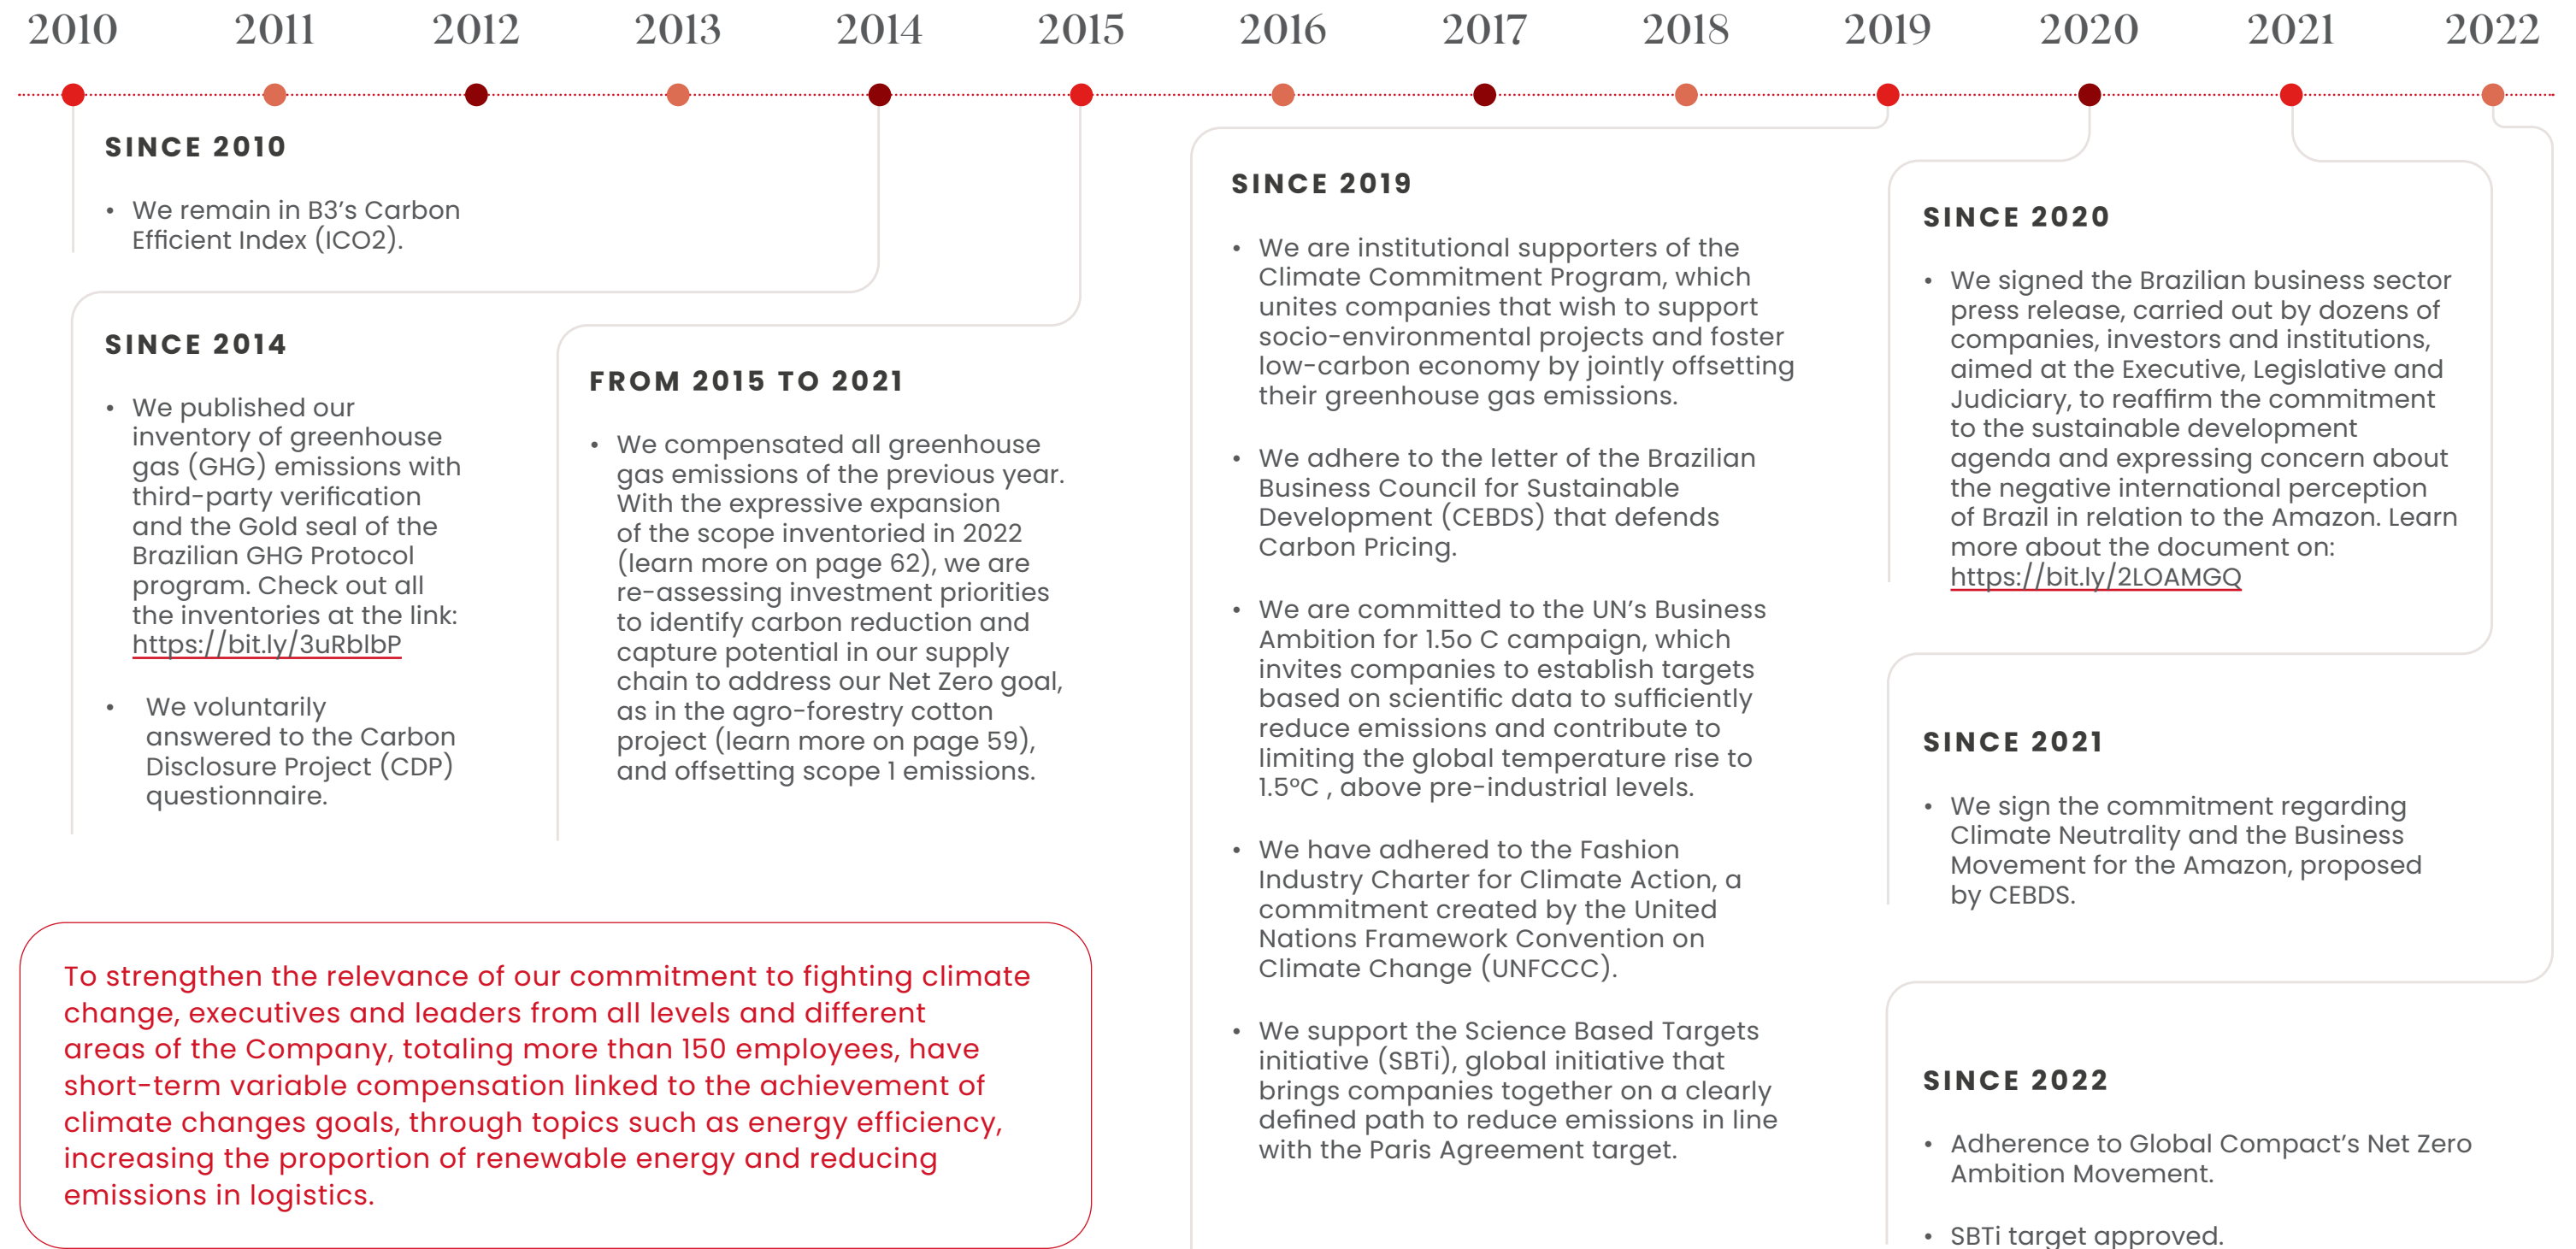 2010 2011 2012 2013 2014 2015 2016 2017 2018 2019 2020 2021 2022
SINCE 2010
• We remain in B3’s Carbon
Efficient Index (ICO2).
SINCE 2014
• We published our
inventory of greenhouse
gas (GHG) emissions with
third-party verification
and the Gold seal of the
Brazilian GHG Protocol
program. Check out all
the inventories at the link:
https://bit.ly/3uRblbP
• We voluntarily
answered to the Carbon
Disclosure Project (CDP)
questionnaire.
FROM 2015 TO 2021
• We compensated all greenhouse
gas emissions of the previous year.
With the expressive expansion
of the scope inventoried in 2022
(learn more on page 62), we are
re-assessing investment priorities
to identify carbon reduction and
capture potential in our supply
chain to address our Net Zero goal,
as in the agro-forestry cotton
project (learn more on page 59),
and offsetting scope 1 emissions.
To strengthen the relevance of our commitment to fighting climate
change, executives and leaders from all levels and different
areas of the Company, totaling more than 150 employees, have
short-term variable compensation linked to the achievement of
climate changes goals, through topics such as energy efficiency,
increasing the proportion of renewable energy and reducing
emissions in logistics.
SINCE 2019
• We are institutional supporters of the
Climate Commitment Program, which
unites companies that wish to support
socio-environmental projects and foster
low-carbon economy by jointly offsetting
their greenhouse gas emissions.
• We adhere to the letter of the Brazilian
Business Council for Sustainable
Development (CEBDS) that defends
Carbon Pricing.
• We are committed to the UN’s Business
Ambition for 1.5o C campaign, which
invites companies to establish targets
based on scientific data to sufficiently
reduce emissions and contribute to
limiting the global temperature rise to
1.5°C , above pre-industrial levels.
• We have adhered to the Fashion
Industry Charter for Climate Action, a
commitment created by the United
Nations Framework Convention on
Climate Change (UNFCCC).
• We support the Science Based Targets
initiative (SBTi), global initiative that
brings companies together on a clearly
defined path to reduce emissions in line
with the Paris Agreement target.
SINCE 2020
• We signed the Brazilian business sector
press release, carried out by dozens of
companies, investors and institutions,
aimed at the Executive, Legislative and
Judiciary, to reaffirm the commitment
to the sustainable development
agenda and expressing concern about
the negative international perception
of Brazil in relation to the Amazon. Learn
more about the document on:
https://bit.ly/2LOAMGQ
SINCE 2021
• We sign the commitment regarding
Climate Neutrality and the Business
Movement for the Amazon, proposed
by CEBDS.
SINCE 2022
• Adherence to Global Compact’s Net Zero
Ambition Movement.
• SBTi target approved.